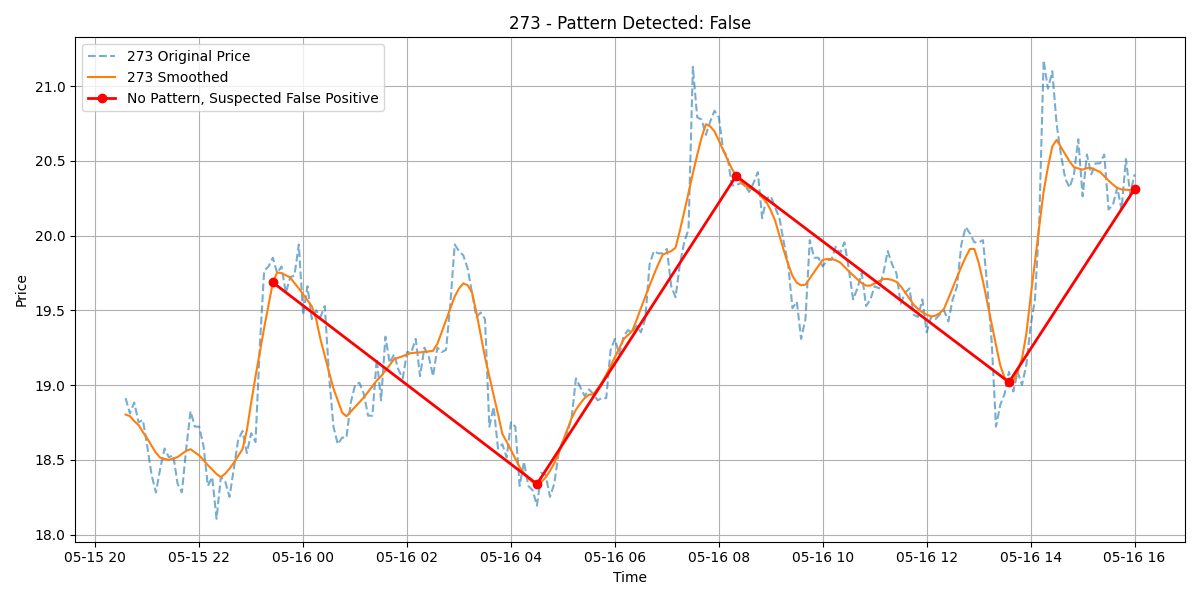 273 - Pattern Detected: False
273 Original Price
273 Smoothed
No Pattern, Suspected False Positive
Price
21.0
20.5
20.0
19.5
19.0
18.5
18.0
05-15 20 05-15 22 05-16 00 05-16 02 05-16 04 05-16 06 05-16 08 05-16 10 05-16 12 05-16 14 05-16 16
Time